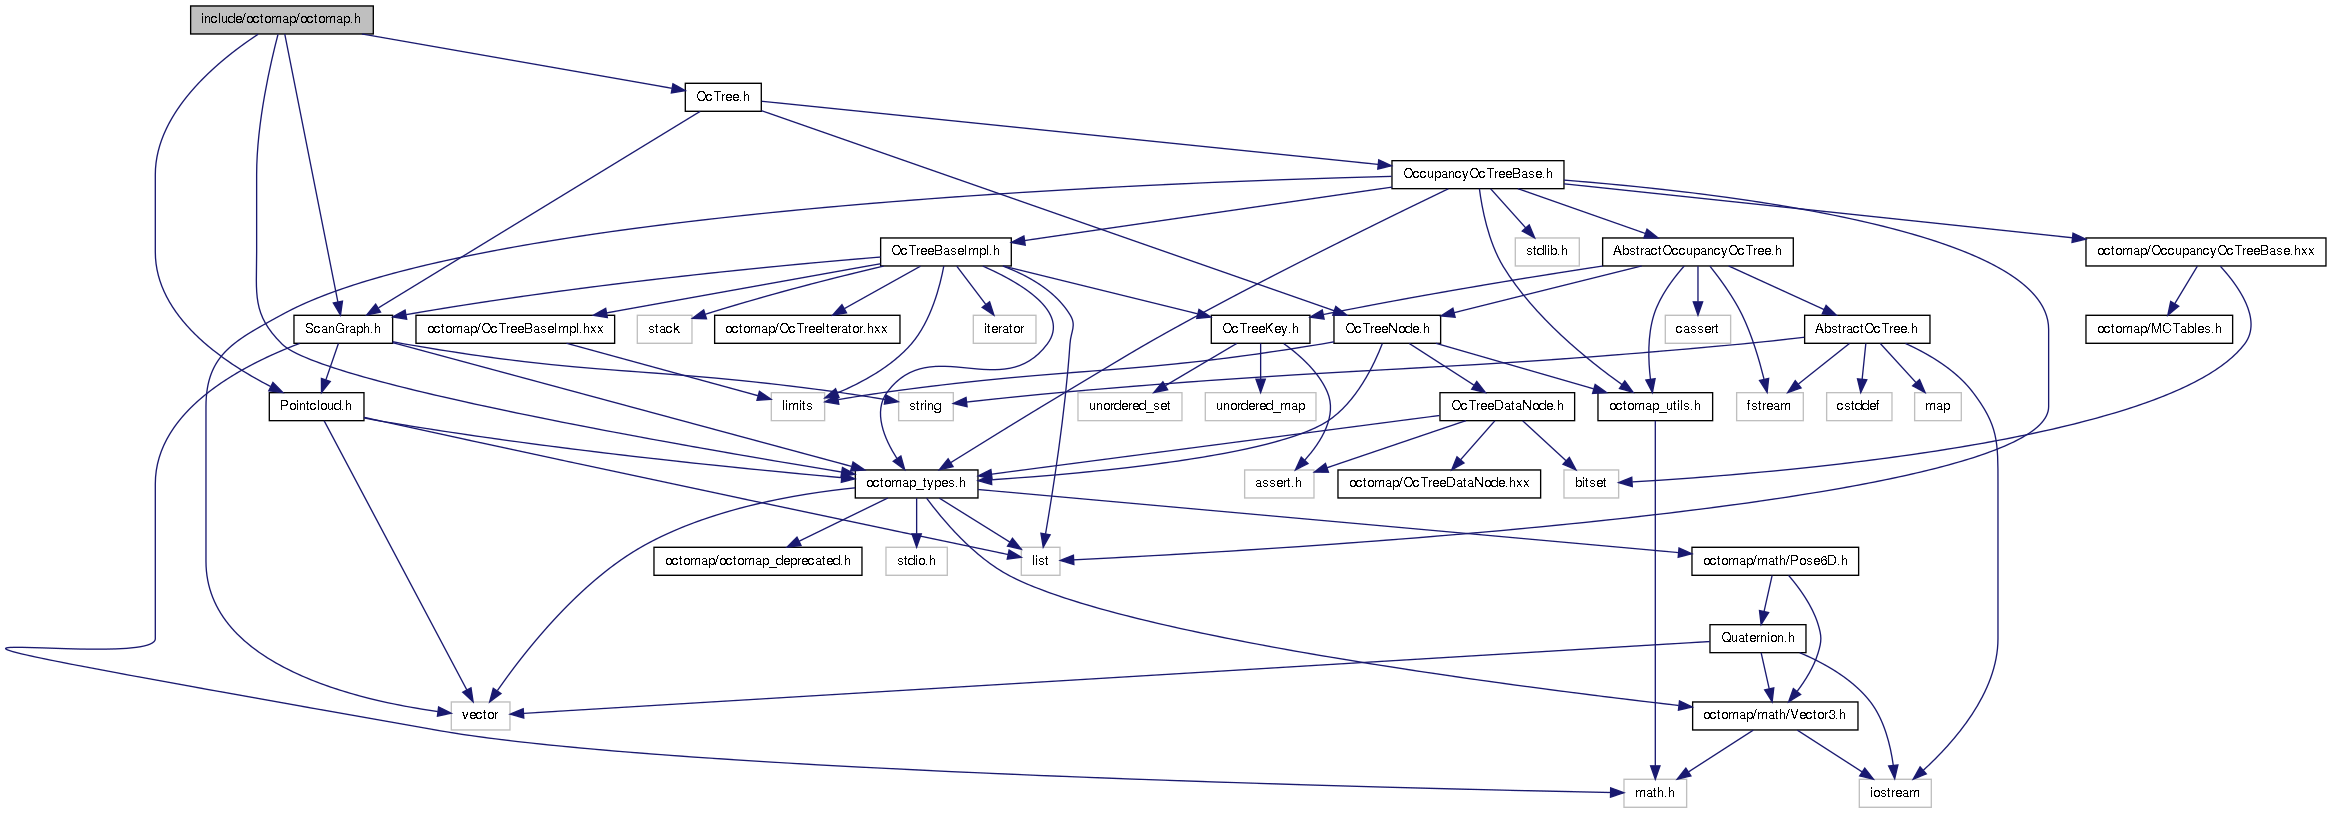 include/octomap/octomap.h
OcTree.h
OccupancyOcTreeBase.h
OcTreeBaseImpl.h
stdlib.h
AbstractOccupancyOcTree.h
octomap/OccupancyOcTreeBase.hxx
ScanGraph.h
octomap/OcTreeBaseImpl.hxx
stack
octomap/OcTreeIterator.hxx
iterator
OcTreeKey.h
OcTreeNode.h
cassert
AbstractOcTree.h
octomap/MCTables.h
Pointcloud.h
limits
string
unordered_set
unordered_map
OcTreeDataNode.h
octomap_utils.h
fstream
cstddef
map
octomap_types.h
assert.h
octomap/OcTreeDataNode.hxx
bitset
octomap/octomap_deprecated.h
stdio.h
list
octomap/math/Pose6D.h
Quaternion.h
vector
octomap/math/Vector3.h
math.h
iostream